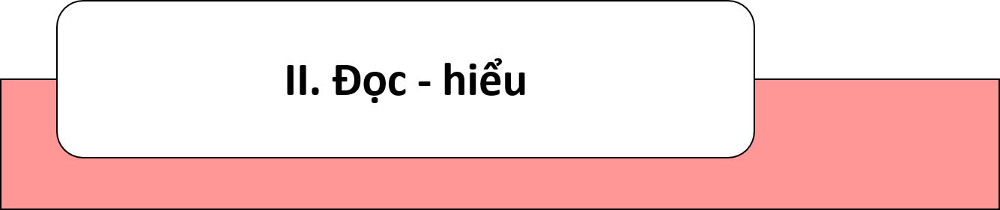 II. Đọc - hiểu